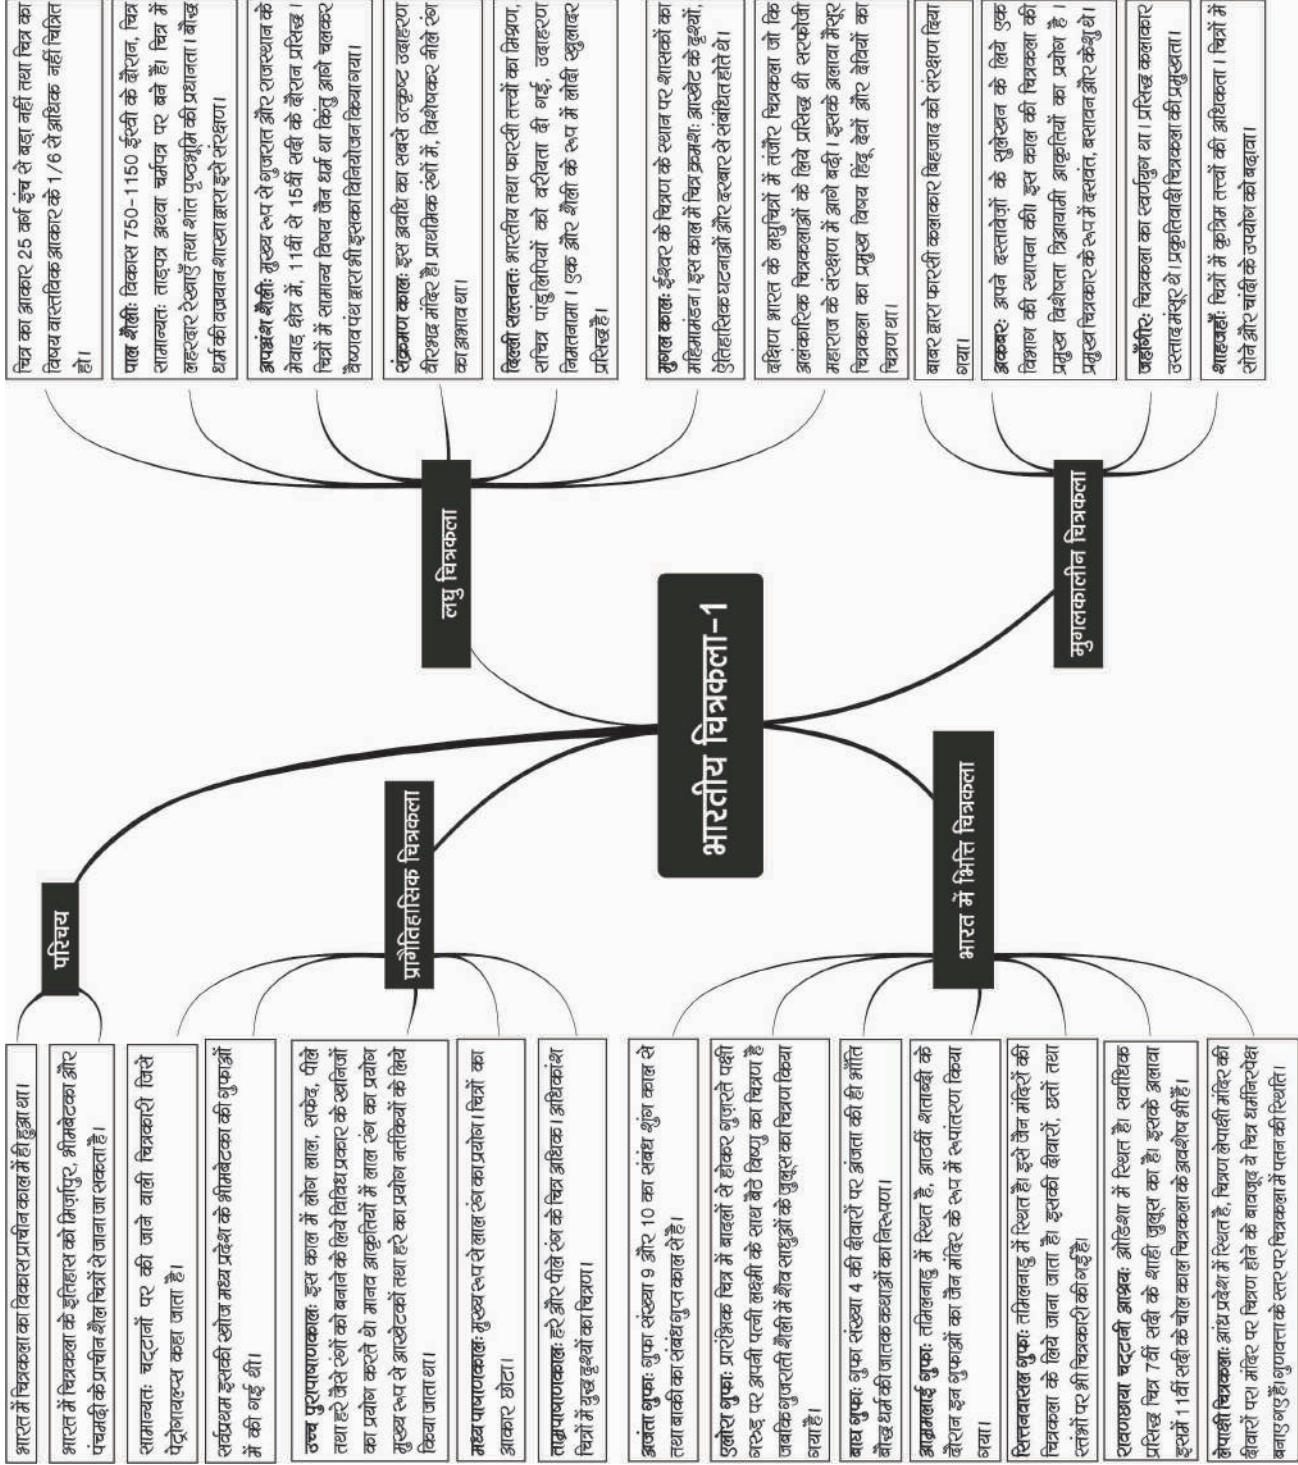 भारतीय चित्रकला-1
परिचय
भारत में चित्रकला का विकास प्राचीन काल में ही हुआ था।
भारत में चित्रकला के इतिहास को मिर्ज़ापुर, भीमबेटका और
पंचमढ़ी के प्राचीन शैल चित्रों से जाना जा सकता है।
प्रागैतिहासिक चित्रकला
सामान्यतः चट्टानों पर की जाने वाली चित्रकारी जिसे
पेट्रोग्राफ्स कहा जाता है।
सर्वप्रथम इसकी खोज मध्य प्रदेश के भीमबेटका की गुफाओं
में की गई थी।
उच्च पुरापाषाणकालः इस काल में लोग लाल, सफेद, पीले
तथा हरे जैसे रंगों को बनाने के लिये विविध प्रकार के खनिजों
का प्रयोग करते थे। मानव आकृतियों में लाल रंग का प्रयोग
मुख्य रूप से आखेटकों तथा हरे का प्रयोग नर्तकियों के लिये
किया जाता था।
मध्य पाषाणकालः मुख्य रूप से लाल रंग का प्रयोग। चित्रों का
आकार छोटा।
ताम्रपाषाणकालः हरे और पीले रंग के चित्र अधिक। अधिकांश
चित्रों में युद्ध दृश्यों का चित्रण।
भारत में भित्ति चित्रकला
अजंता गुफाः गुफा संख्या 9 और 10 का संबंध शुंग काल से
तथा बाकी का संबंध गुप्त काल से है।
एलोरा गुफाः प्रारंभिक चित्र में बादलों से होकर गुज़रते पक्षी
गरुड़ पर अपनी पत्नी लक्ष्मी के साथ बैठे विष्णु का चित्रण है
जबकि गुजराती शैली में शैव साधुओं के जुलूस का चित्रण किया
गया है।
बाघ गुफाः गुफा संख्या 4 की दीवारों पर अंजता की ही भाँति
बौद्ध धर्म की जातक कथाओं का निरूपण।
आर्मामलाई गुफाः तमिलनाडु में स्थित है, आठवीं शताब्दी के
दौरान इन गुफाओं का जैन मंदिर के रूप में रूपांतरण किया
गया।
सित्तनवासल गुफाः तमिलनाडु में स्थित है। इसे जैन मंदिरों की
चित्रकला के लिये जाना जाता है। इसकी दीवारों, छतों तथा
स्तंभों पर भी चित्रकारी की गई है।
रावणछाया चट्टानी आश्रयः ओडिशा में स्थित है। सर्वाधिक
प्रसिद्ध चित्र 7वीं सदी के शाही जुलूस का है। इसके अलावा
इसमें 11वीं सदी के चोल काल चित्रकला के अवशेष भी हैं।
लेपाक्षी चित्रकलाः आंध्र प्रदेश में स्थित है, चित्रण लेपाक्षी मंदिर की
दीवारों पर। मंदिर पर चित्रण होने के बावजूद ये चित्र धर्मनिरपेक्ष
बनाए गए हैं। गुणवत्ता के स्तर पर चित्रकला में पतन की स्थिति।
लघु चित्रकला
चित्र का आकार 25 वर्ग इंच से बड़ा नहीं तथा चित्र का
विषय वास्तविक आकार के 1/6 से अधिक नहीं चित्रित
हो।
पाल शैलीः विकास 750-1150 ईस्वी के दौरान, चित्र
सामान्यतः ताड़पत्र अथवा चर्मपत्र पर बने हैं। चित्र में
लहरदार रेखाएँ तथा शांत पृष्ठभूमि की प्रधानता। बौद्ध
धर्म की वज्रयान शाखा द्वारा इसे संरक्षण।
अपभ्रंश शैलीः मुख्य रूप से गुजरात और राजस्थान के
मेवाड़ क्षेत्र में, 11वीं से 15वीं सदी के दौरान प्रसिद्ध।
चित्रों में सामान्य विषय जैन धर्म था किंतु आगे चलकर
वैष्णव पंथ द्वारा भी इसका विनियोजन किया गया।
संक्रमण कालः इस अवधि का सबसे उत्कृष्ट उदाहरण
वीरभद्र मंदिर है। प्राथमिक रंगों में, विशेषकर नीले रंग
का अभाव था।
दिल्ली सल्तनतः भारतीय तथा फारसी तत्त्वों का मिश्रण,
सचित्र पांडुलिपियों को वरीयता दी गई, उदाहरण
निमतनामा। एक और शैली के रूप में लोदी खुलादर
प्रसिद्ध है।
मुगल कालः ईश्वर के चित्रण के स्थान पर शासकों का
महिमामंडन। इस काल में चित्र क्रमशः आखेट के दृश्यों,
ऐतिहासिक घटनाओं और दरबार से संबंधित होते थे।
दक्षिण भारत के लघुचित्रों में तंजौर चित्रकला जो कि
अलंकारिक चित्रकलाओं के लिये प्रसिद्ध थी सरफोजी
महाराज के संरक्षण में आगे बढ़ी। इसके अलावा मैसूर
चित्रकला का प्रमुख विषय हिंदू देवों और देवियों का
चित्रण था।
मुगलकालीन चित्रकला
बाबर द्वारा फारसी कलाकार बिहजाद को संरक्षण दिया
गया।
अकबरः अपने दस्तावेज़ों के सुलेखन के लिये एक
विभाग की स्थापना की। इस काल की चित्रकला की
प्रमुख विशेषता त्रिआयामी आकृतियों का प्रयोग है।
प्रमुख चित्रकार के रूप में दसवंत, बसावन और केशु थे।
जहाँगीरः चित्रकला का स्वर्णयुग था। प्रसिद्ध कलाकार
उस्ताद मंसूर थे। प्रकृतिवादी चित्रकला की प्रमुखता।
शाहजहाँः चित्रों में कृत्रिम तत्त्वों की अधिकता। चित्रों में
सोने और चांदी के उपयोग को बढ़ावा।